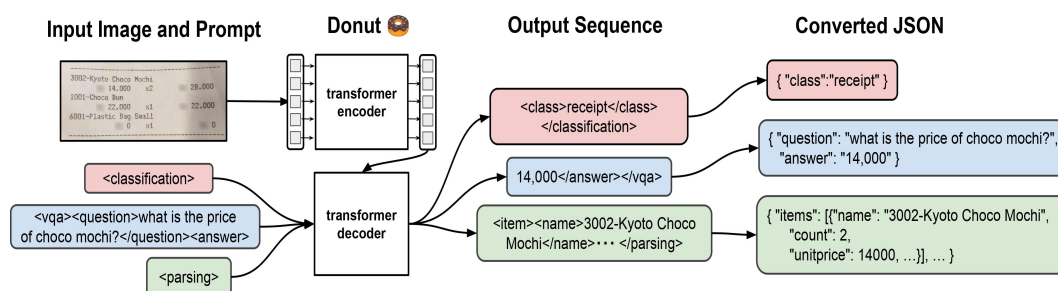 Input Image and Prompt
Donut
Output Sequence
Converted JSON
3002-Kyoto Choco Mochi
14.000 x2 28.000
1001-Choco Bun
22.000 x1 22.000
6001-Plastic Bag Small
0 x1 0
transformer
encoder
<classification>
<vqa><question>what is the price
of choco mochi?</question><answer>
<parsing>
transformer
decoder
<class>receipt</class>
</classification>
14,000</answer></vqa>
<item><name>3002-Kyoto Choco
Mochi</name>··· </parsing>
{ "class":"receipt" }
{ "question": "what is the price of choco mochi?",
"answer": "14,000" }
{ "items": [{"name": "3002-Kyoto Choco Mochi",
"count": 2,
"unitprice": 14000, …}], … }